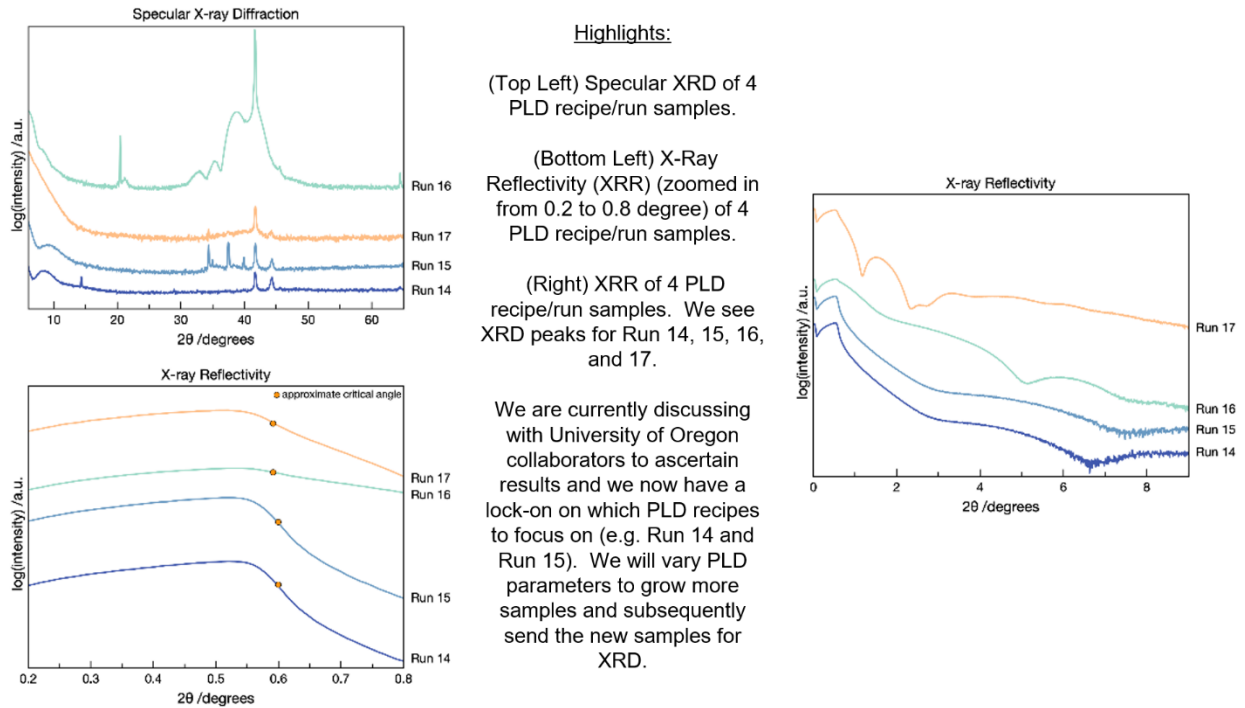 Specular X-ray Diffraction
log(intensity) /a.u.
Run 16
Run 17
Run 15
Run 14
10
20
30
40
50
60
2θ /degrees
X-ray Reflectivity
approximate critical angle
log(intensity) /a.u.
Run 17
Run 16
Run 15
Run 14
0.2
0.3
0.4
0.5
0.6
0.7
0.8
2θ /degrees
Highlights:
(Top Left) Specular XRD of 4
PLD recipe/run samples.
(Bottom Left) X-Ray
Reflectivity (XRR) (zoomed in
from 0.2 to 0.8 degree) of 4
PLD recipe/run samples.
(Right) XRR of 4 PLD
recipe/run samples. We see
XRD peaks for Run 14, 15, 16,
and 17.
We are currently discussing
with University of Oregon
collaborators to ascertain
results and we now have a
lock-on on which PLD recipes
to focus on (e.g. Run 14 and
Run 15). We will vary PLD
parameters to grow more
samples and subsequently
send the new samples for
XRD.
X-ray Reflectivity
log(intensity) /a.u.
Run 17
Run 16
Run 15
Run 14
0
2
4
6
8
2θ /degrees